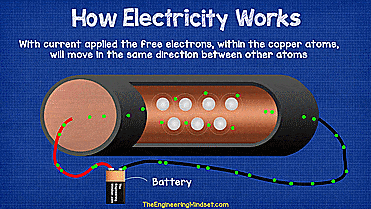 How Electricity Works
With current applied the free electrons, within the copper atoms,
will move in the same direction between other atoms
Battery
TheEngineeringMindset.com